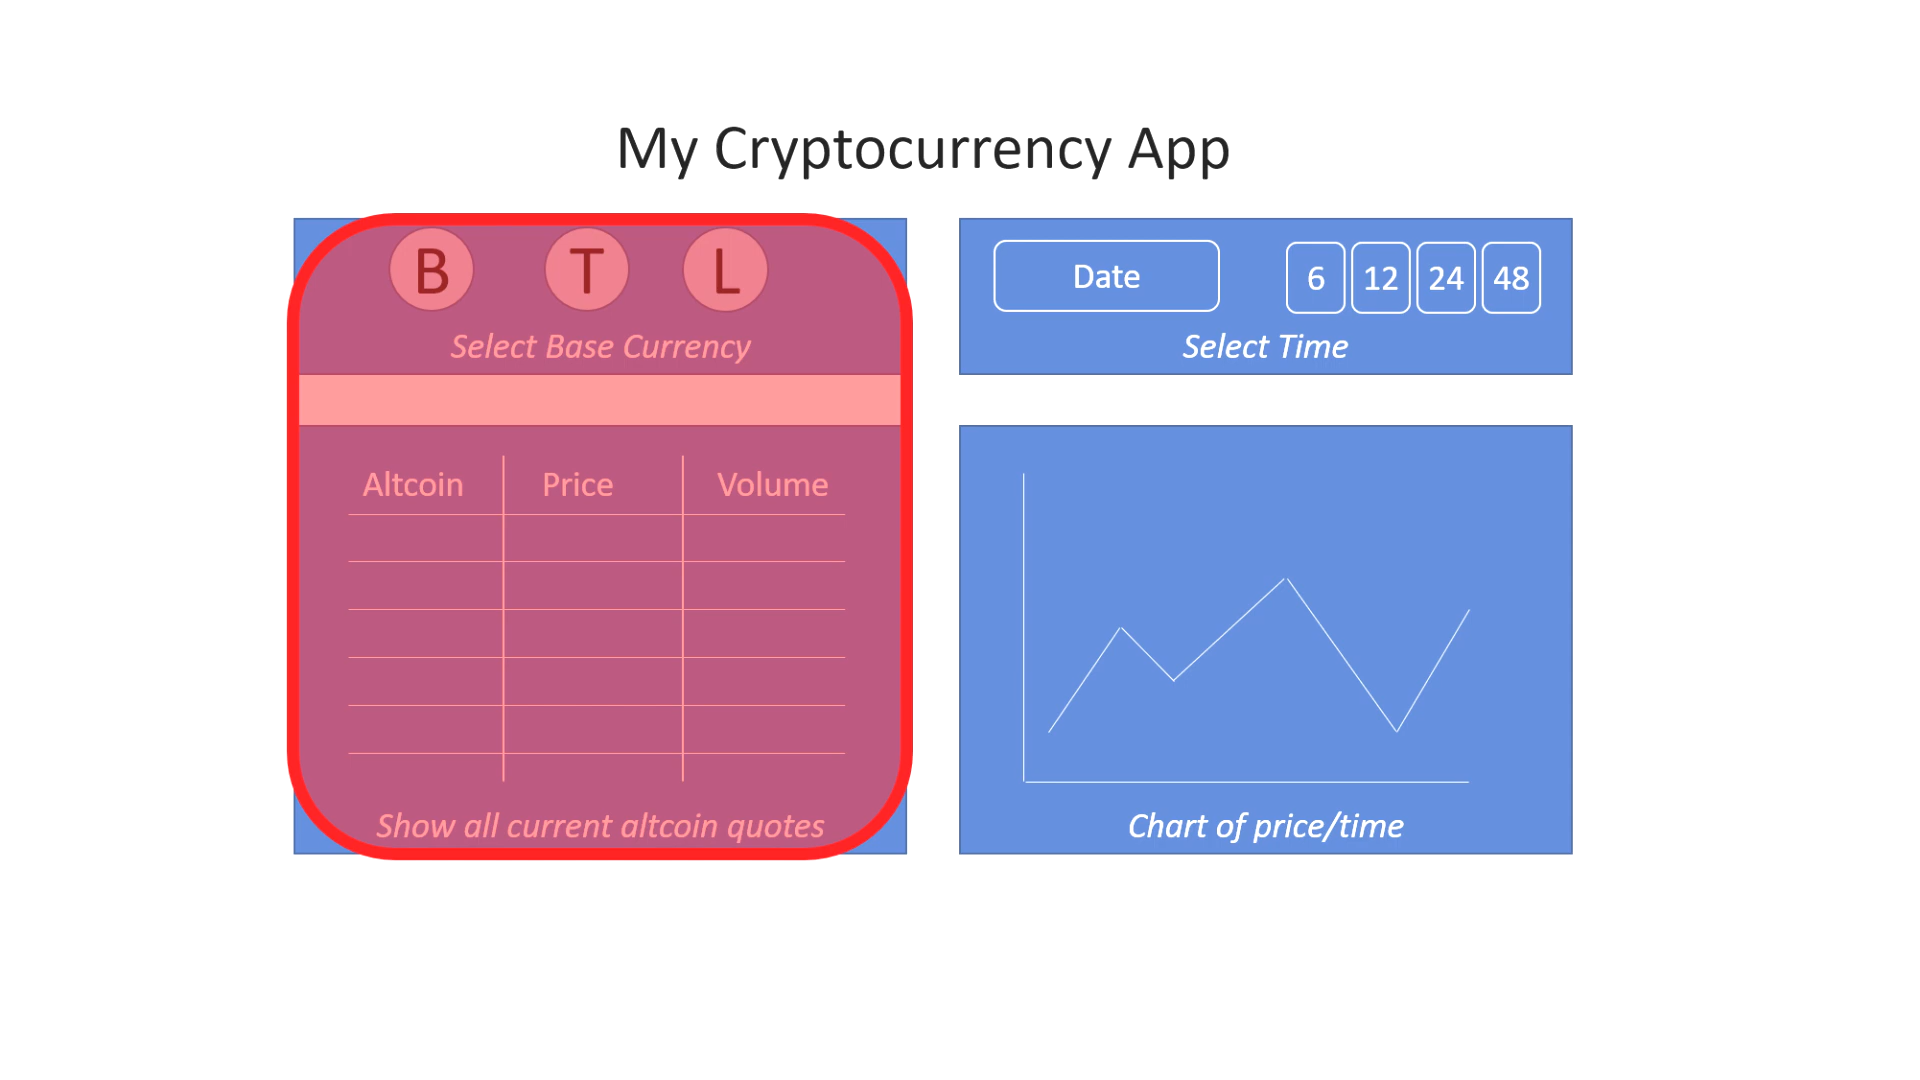 My Cryptocurrency App
B T L
Select Base Currency
Date 6 12 24 48
Select Time
Altcoin Price Volume
Show all current altcoin quotes
Chart of price/time